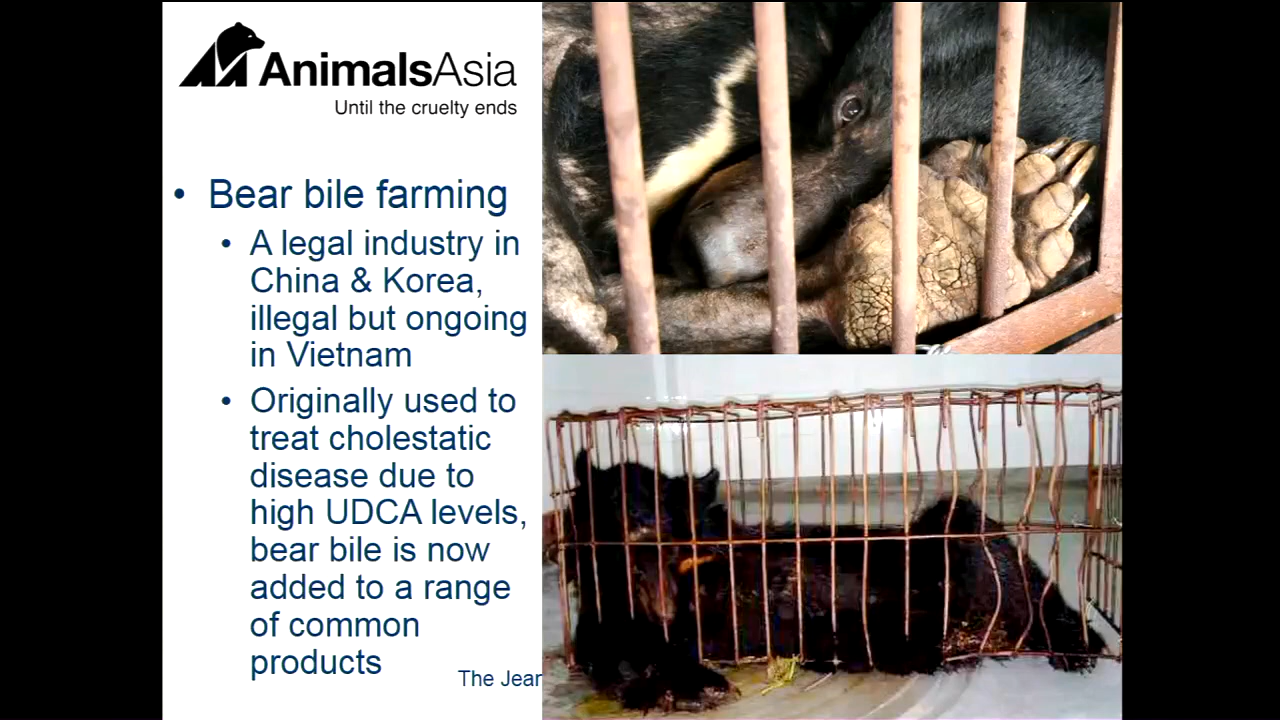 AnimalsAsia
Until the cruelty ends
• Bear bile farming
• A legal industry in
China & Korea,
illegal but ongoing
in Vietnam
• Originally used to
treat cholestatic
disease due to
high UDCA levels,
bear bile is now
added to a range
of common
products
The Jear